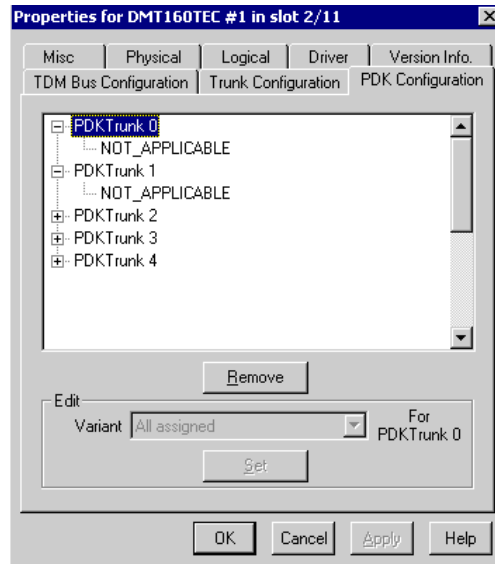 Properties for DMT160TEC #1 in slot 2/11
Misc Physical Logical Driver Version Info.
TDM Bus Configuration Trunk Configuration PDK Configuration
PDKTrunk 0
NOT_APPLICABLE
PDKTrunk 1
NOT_APPLICABLE
PDKTrunk 2
PDKTrunk 3
PDKTrunk 4
Remove
Edit
Variant All assigned For
PDKTrunk 0
Set
OK Cancel Apply Help